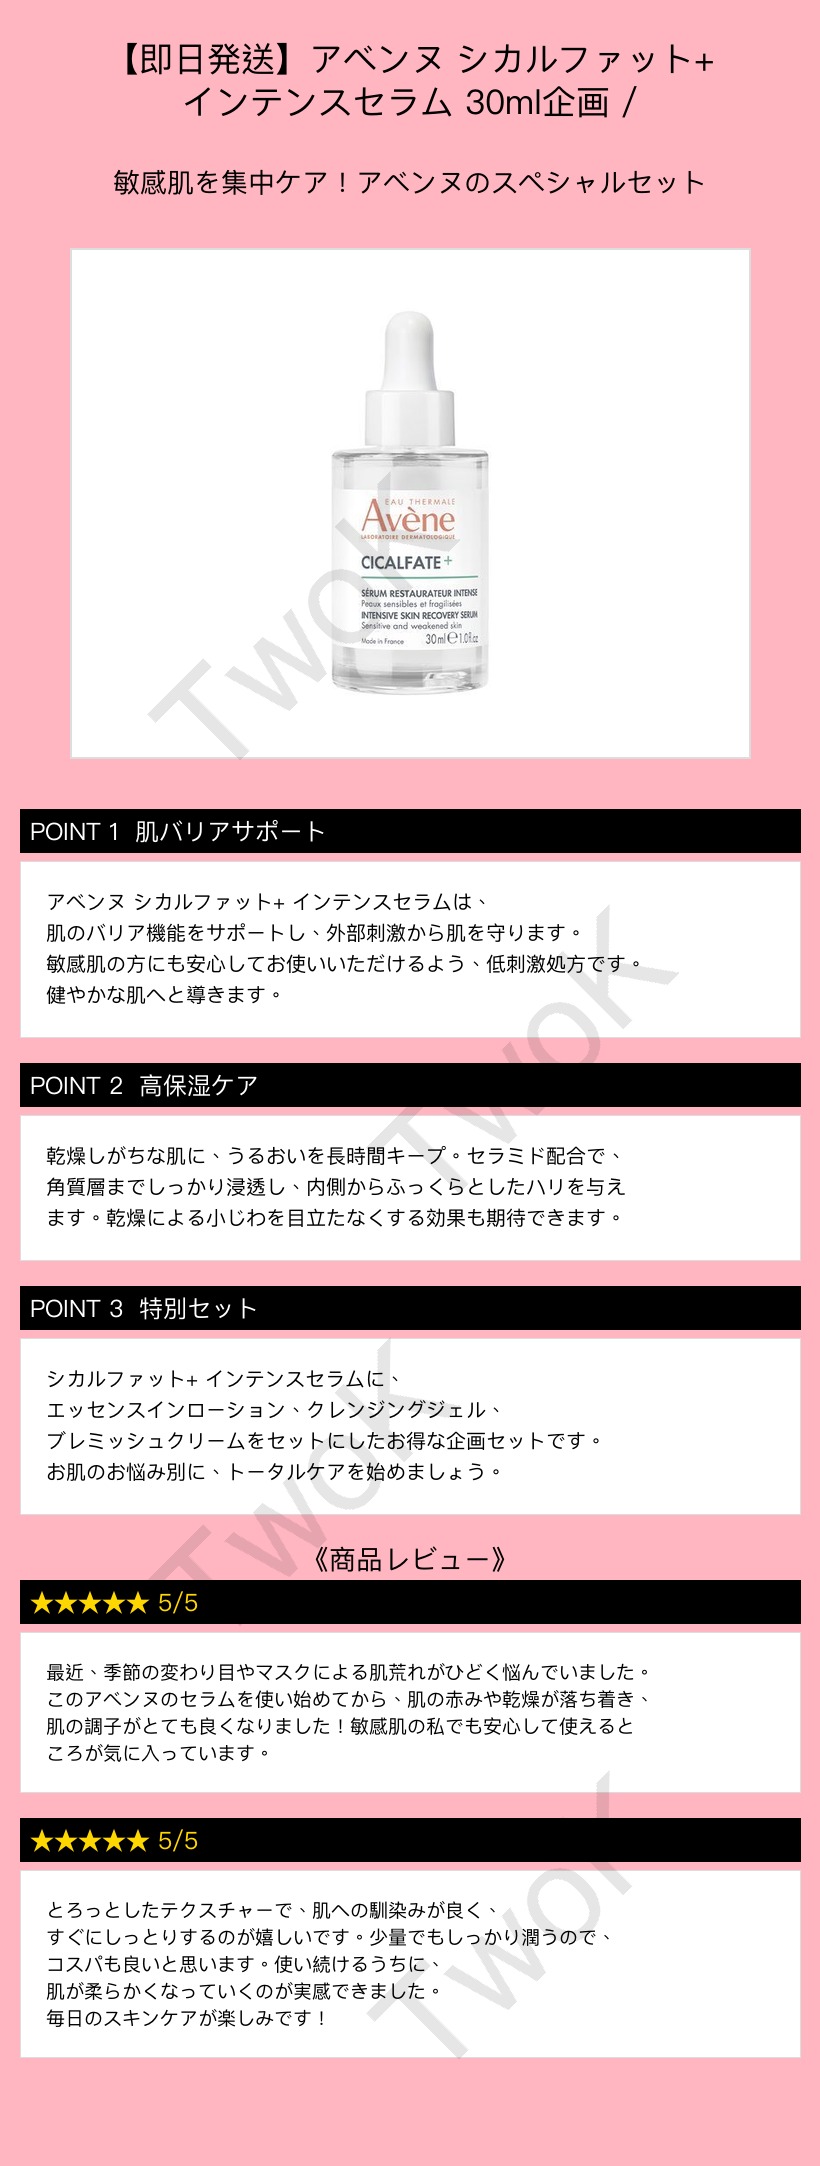 【即日発送】アベンヌ シカルファット+
インテンスセラム 30ml企画 /
敏感肌を集中ケア！アベンヌのスペシャルセット
EAU THERMALE
Avène
LABORATOIRE DERMATOLOGIQUE
CICALFATE+
SÉRUM RESTAURATEUR INTENSE
Peaux sensibles et fragilisées
INTENSIVE SKIN RECOVERY SERUM
Sensitive and weakened skin
Made in France 30ml℮1.0fl.oz
TwoK
POINT 1 肌バリアサポート
アベンヌ シカルファット+ インテンスセラムは、
肌のバリア機能をサポートし、外部刺激から肌を守ります。
敏感肌の方にも安心してお使いいただけるよう、低刺激処方です。
健やかな肌へと導きます。
TwoK
POINT 2 高保湿ケア
乾燥しがちな肌に、うるおいを長時間キープ。セラミド配合で、
角質層までしっかり浸透し、内側からふっくらとしたハリを与え
ます。乾燥による小じわを目立たなくする効果も期待できます。
POINT 3 特別セット
シカルファット+ インテンスセラムに、
エッセンスインローション、クレンジングジェル、
ブレミッシュクリームをセットにしたお得な企画セットです。
お肌のお悩み別に、トータルケアを始めましょう。
TwoK
《商品レビュー》
★★★★★ 5/5
最近、季節の変わり目やマスクによる肌荒れがひどく悩んでいました。
このアベンヌのセラムを使い始めてから、肌の赤みや乾燥が落ち着き、
肌の調子がとても良くなりました！敏感肌の私でも安心して使えると
ころが気に入っています。
★★★★★ 5/5
とろっとしたテクスチャーで、肌への馴染みが良く、
すぐにしっとりするのが嬉しいです。少量でもしっかり潤うので、
コスパも良いと思います。使い続けるうちに、
肌が柔らかくなっていくのが実感できました。
毎日のスキンケアが楽しみです！
TwoK